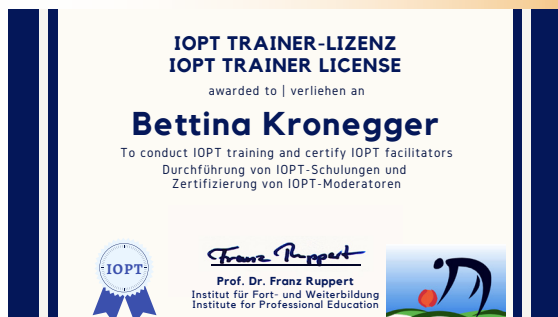 IOPT TRAINER-LIZENZ
IOPT TRAINER LICENSE
awarded to | verliehen an
Bettina Kronegger
To conduct IOPT training and certify IOPT facilitators
Durchführung von IOPT-Schulungen und
Zertifizierung von IOPT-Moderatoren
IOPT
Franz Ruppert
Prof. Dr. Franz Ruppert
Institut für Fort- und Weiterbildung
Institute for Professional Education